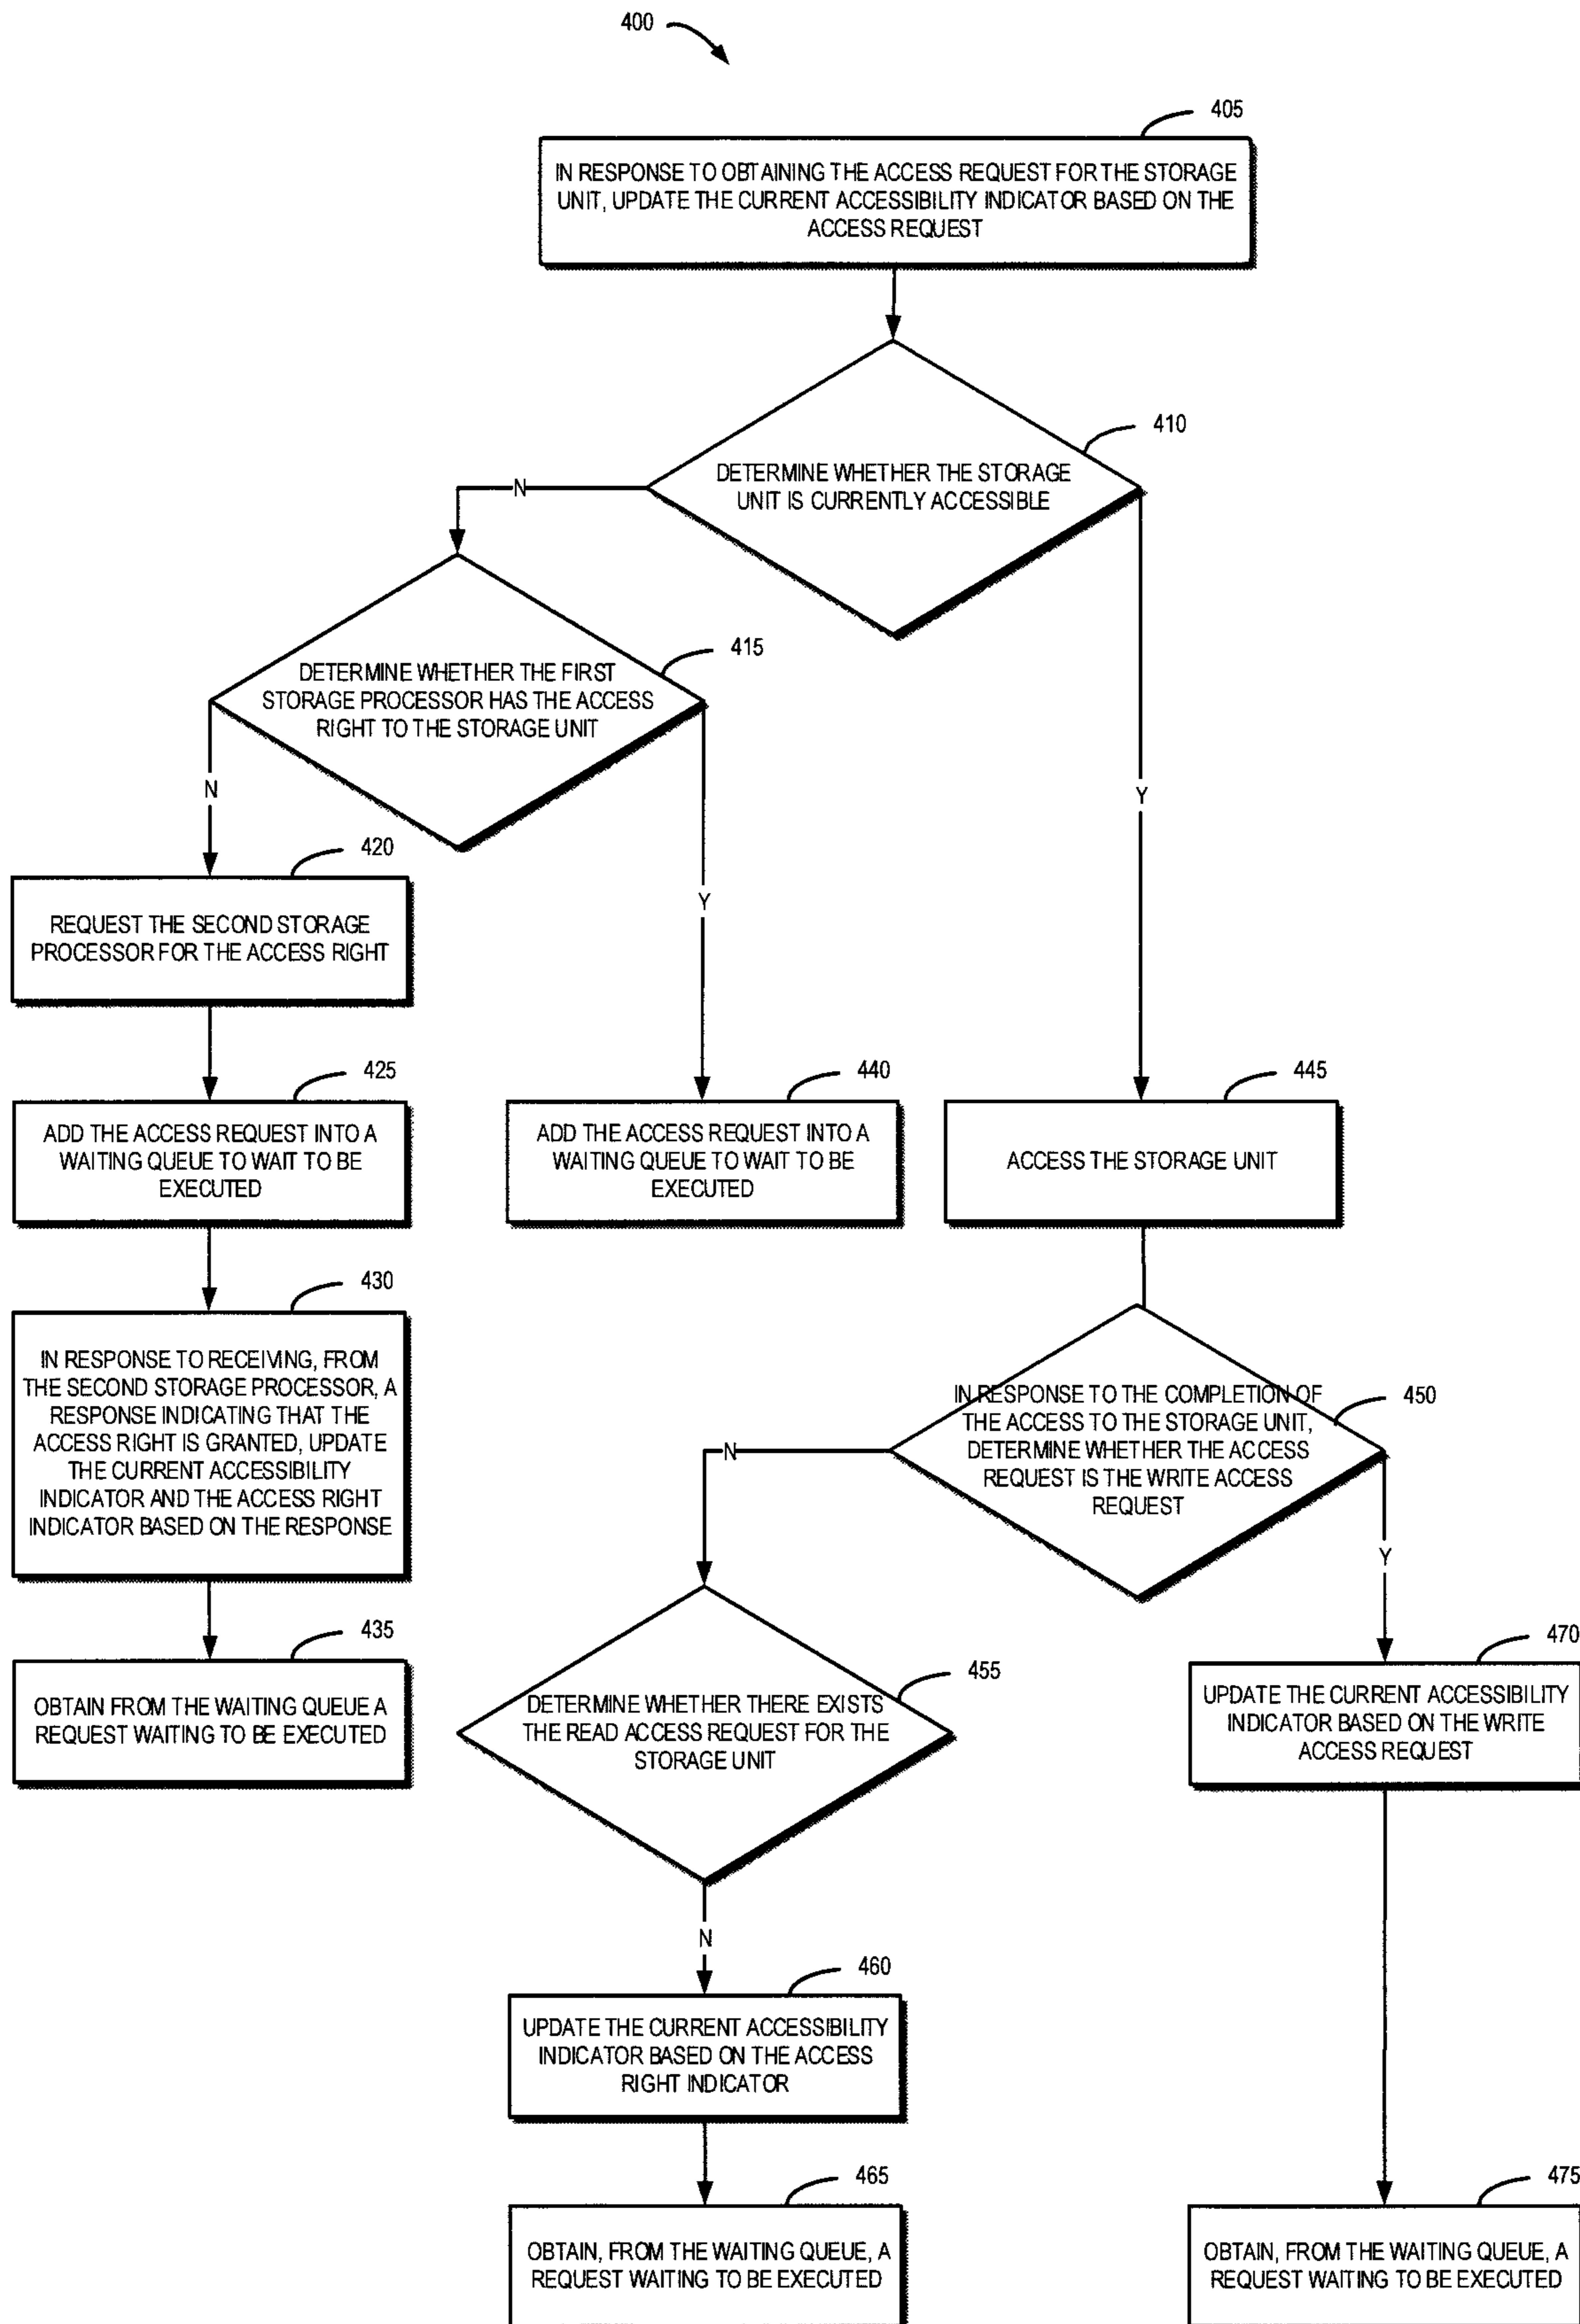 400
405
IN RESPONSE TO OBTAINING THE ACCESS REQUEST FOR THE STORAGE
UNIT, UPDATE THE CURRENT ACCESSIBILITY INDICATOR BASED ON THE
ACCESS REQUEST
410
DETERMINE WHETHER THE STORAGE
UNIT IS CURRENTLY ACCESSIBLE
N
Y
415
DETERMINE WHETHER THE FIRST
STORAGE PROCESSOR HAS THE ACCESS
RIGHT TO THE STORAGE UNIT
N
Y
420
REQUEST THE SECOND STORAGE
PROCESSOR FOR THE ACCESS RIGHT
425
ADD THE ACCESS REQUEST INTO A
WAITING QUEUE TO WAIT TO BE
EXECUTED
440
ADD THE ACCESS REQUEST INTO A
WAITING QUEUE TO WAIT TO BE
EXECUTED
445
ACCESS THE STORAGE UNIT
430
IN RESPONSE TO RECEIVING, FROM
THE SECOND STORAGE PROCESSOR, A
RESPONSE INDICATING THAT THE
ACCESS RIGHT IS GRANTED, UPDATE
THE CURRENT ACCESSIBILITY
INDICATOR AND THE ACCESS RIGHT
INDICATOR BASED ON THE RESPONSE
450
IN RESPONSE TO THE COMPLETION OF
THE ACCESS TO THE STORAGE UNIT,
DETERMINE WHETHER THE ACCESS
REQUEST IS THE WRITE ACCESS
REQUEST
N
Y
435
OBTAIN FROM THE WAITING QUEUE A
REQUEST WAITING TO BE EXECUTED
455
DETERMINE WHETHER THERE EXISTS
THE READ ACCESS REQUEST FOR THE
STORAGE UNIT
N
470
UPDATE THE CURRENT ACCESSIBILITY
INDICATOR BASED ON THE WRITE
ACCESS REQUEST
460
UPDATE THE CURRENT ACCESSIBILITY
INDICATOR BASED ON THE ACCESS
RIGHT INDICATOR
465
OBTAIN, FROM THE WAITING QUEUE, A
REQUEST WAITING TO BE EXECUTED
475
OBTAIN, FROM THE WAITING QUEUE, A
REQUEST WAITING TO BE EXECUTED